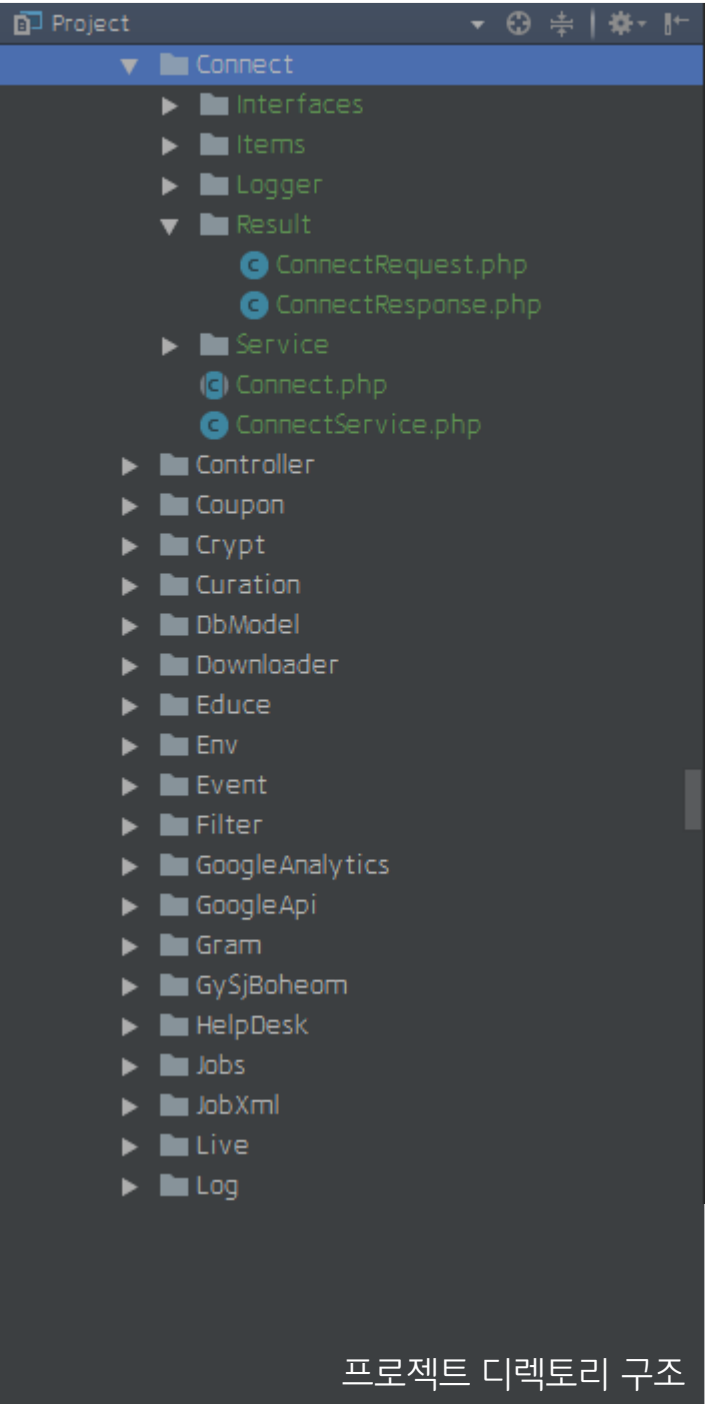 Project
Connect
Interfaces
Items
Logger
Result
ConnectRequest.php
ConnectResponse.php
Service
Connect.php
ConnectService.php
Controller
Coupon
Crypt
Curation
DbModel
Downloader
Educe
Env
Event
Filter
GoogleAnalytics
GoogleApi
Gram
GySjBoheom
HelpDesk
Jobs
JobXml
Live
Log
프로젝트 디렉토리 구조